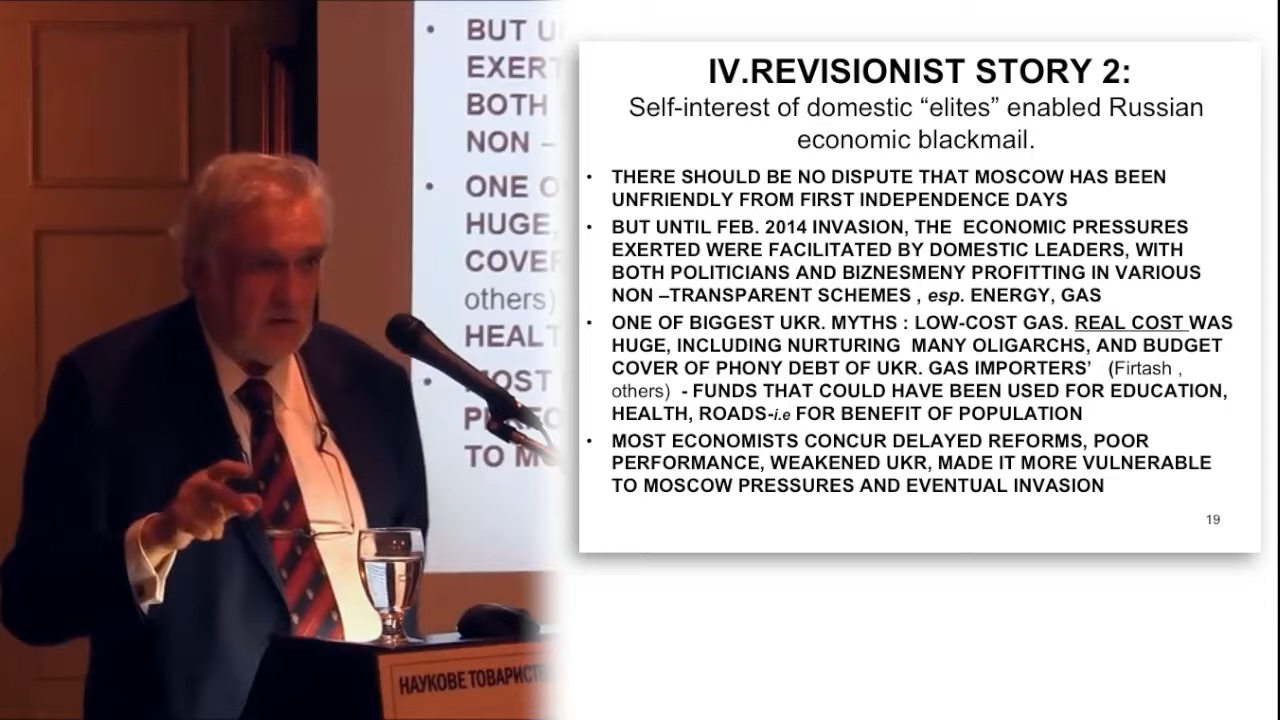 BUT U
EXERT
BOTH
NON –
ONE O
HUGE,
COVER
others)
HEALT
MOST
PERFO
TO MO
НАУКОВЕ ТОВАРИСТ
IV.REVISIONIST STORY 2:
Self-interest of domestic “elites” enabled Russian
economic blackmail.
• THERE SHOULD BE NO DISPUTE THAT MOSCOW HAS BEEN
UNFRIENDLY FROM FIRST INDEPENDENCE DAYS
• BUT UNTIL FEB. 2014 INVASION, THE ECONOMIC PRESSURES
EXERTED WERE FACILITATED BY DOMESTIC LEADERS, WITH
BOTH POLITICIANS AND BIZNESMENY PROFITTING IN VARIOUS
NON –TRANSPARENT SCHEMES , esp. ENERGY, GAS
• ONE OF BIGGEST UKR. MYTHS : LOW-COST GAS. REAL COST WAS
HUGE, INCLUDING NURTURING MANY OLIGARCHS, AND BUDGET
COVER OF PHONY DEBT OF UKR. GAS IMPORTERS’ (Firtash ,
others) - FUNDS THAT COULD HAVE BEEN USED FOR EDUCATION,
HEALTH, ROADS-i.e FOR BENEFIT OF POPULATION
• MOST ECONOMISTS CONCUR DELAYED REFORMS, POOR
PERFORMANCE, WEAKENED UKR, MADE IT MORE VULNERABLE
TO MOSCOW PRESSURES AND EVENTUAL INVASION
19